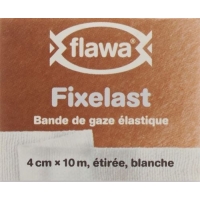 flawa®
Fixelast
Bande de gaze élastique
4 cm × 10 m, étirée, blanche